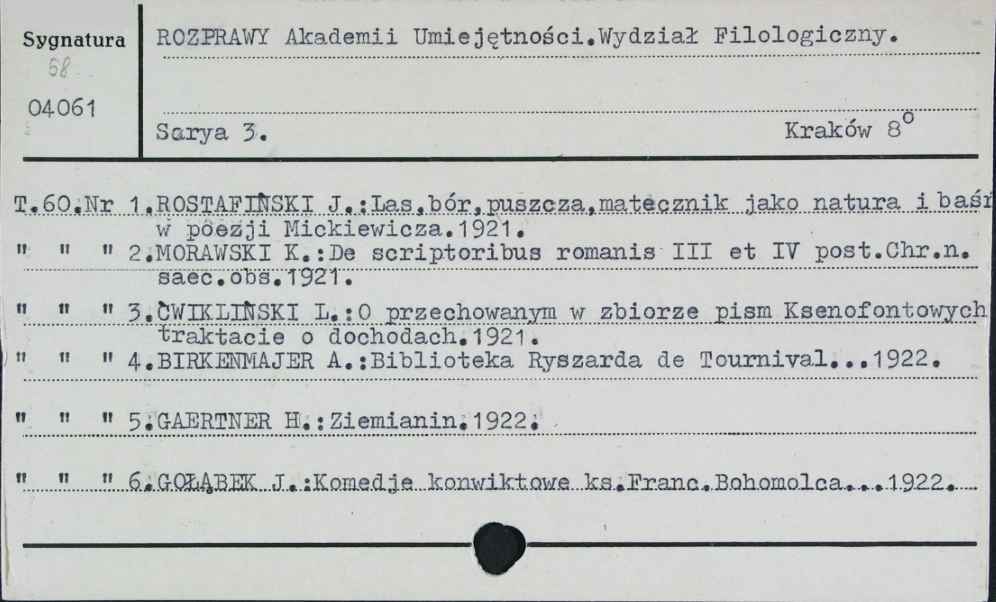 Sygnatura
ROZPRAWY Akademii Umiejętności.Wydział Filologiczny.
58
04061
Sarya 3.
Kraków 8º
T.60.Nr 1.ROSTAFIŃSKI J.:Las,bór,puszcza,matecznik jako natura i baśń
w poezji Mickiewicza.1921.
" " " 2.MORAWSKI K.:De scriptoribus romanis III et IV post.Chr.n.
saec.obs.1921.
" " " 3.ĆWIKLIŃSKI L.:O przechowanym w zbiorze pism Ksenofontowych
traktacie o dochodach.1921.
" " " 4.BIRKENMAJER A.:Biblioteka Ryszarda de Tournival...1922.
" " " 5.GAERTNER H.:Ziemianin.1922.
" " " 6.GOŁĄBEK J.:Komedje konwiktowe ks.Franc.Bohomolca...1922.